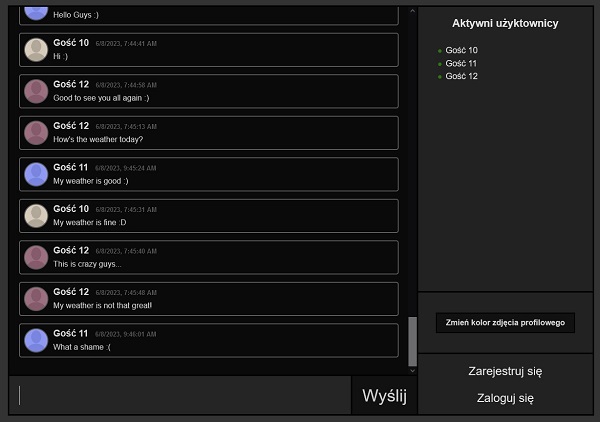 Hello Guys :)
Gość 10 6/8/2023, 7:44:41 AM
Hi :)
Gość 12 6/8/2023, 7:44:58 AM
Good to see you all again :)
Gość 12 6/8/2023, 7:45:13 AM
How's the weather today?
Gość 11 6/8/2023, 9:45:24 AM
My weather is good :)
Gość 10 6/8/2023, 7:45:31 AM
My weather is fine :D
Gość 12 6/8/2023, 7:45:40 AM
This is crazy guys...
Gość 12 6/8/2023, 7:45:48 AM
My weather is not that great!
Gość 11 6/8/2023, 9:46:01 AM
What a shame :(
Wyślij
Aktywni użyktownicy
Gość 10
Gość 11
Gość 12
Zmień kolor zdjęcia profilowego
Zarejestruj się
Zaloguj się